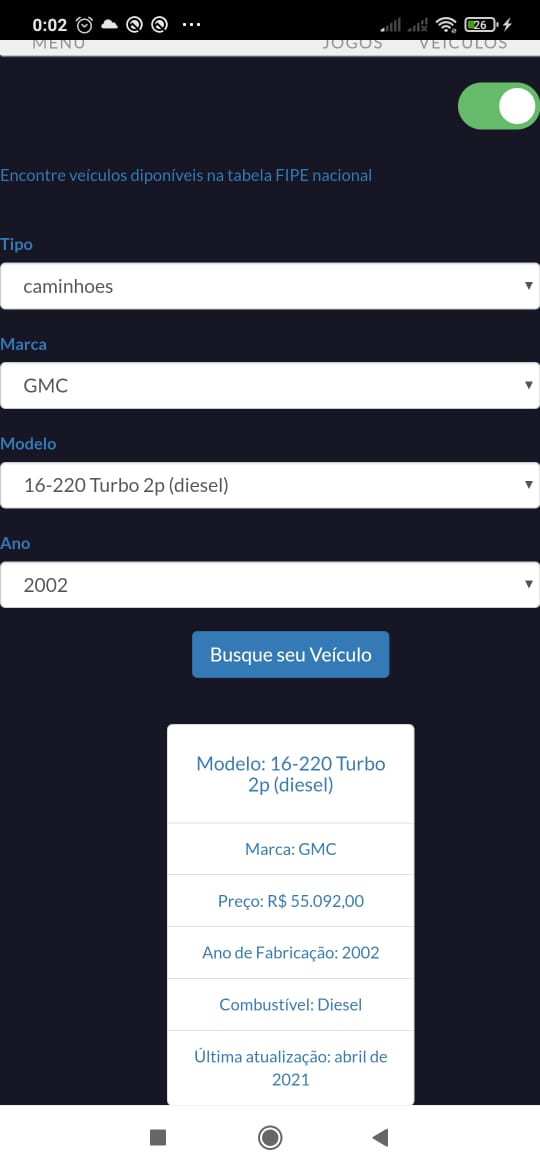 0:02
26
MENU
JOGOS VEÍCULOS
Encontre veículos diponíveis na tabela FIPE nacional
Tipo
caminhoes
Marca
GMC
Modelo
16-220 Turbo 2p (diesel)
Ano
2002
Busque seu Veículo
Modelo: 16-220 Turbo
2p (diesel)
Marca: GMC
Preço: R$ 55.092,00
Ano de Fabricação: 2002
Combustível: Diesel
Última atualização: abril de
2021